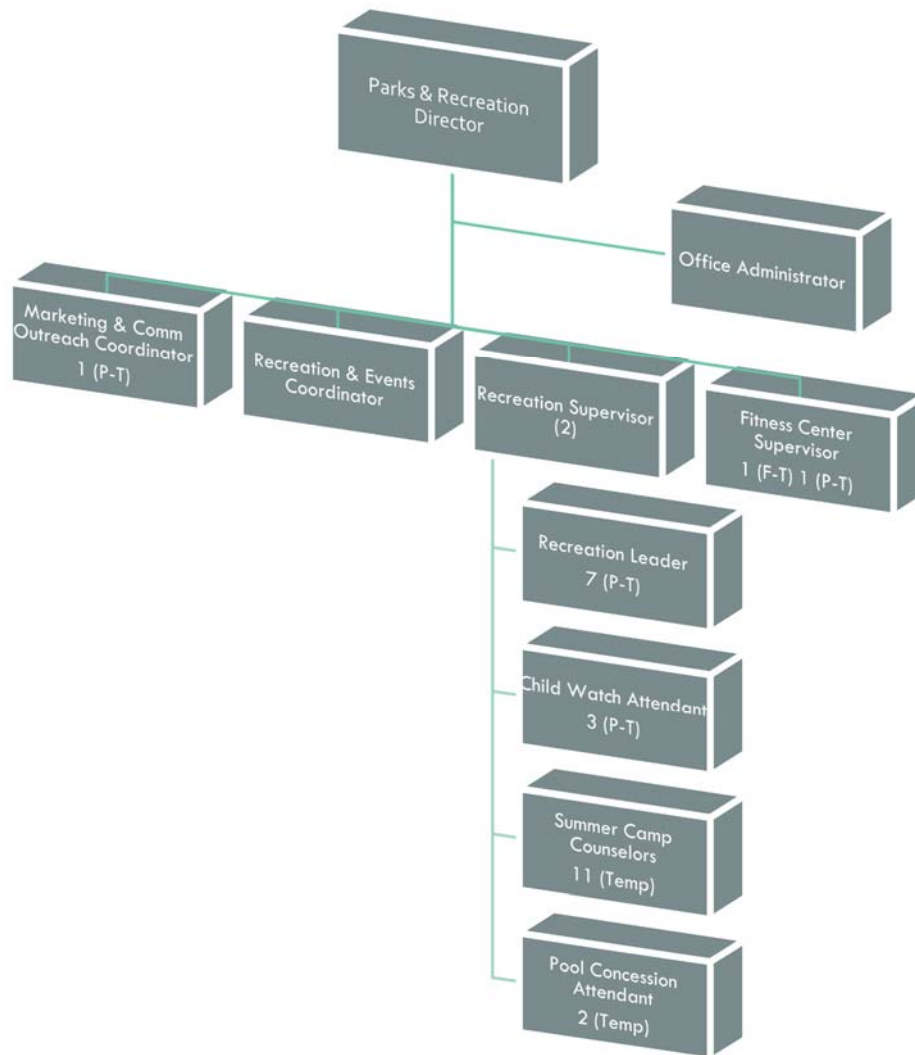 Parks & Recreation
Director
Office Administrator
Marketing & Comm
Outreach Coordinator
1 (P-T)
Recreation & Events
Coordinator
Recreation Supervisor
(2)
Fitness Center
Supervisor
1 (F-T) 1 (P-T)
Recreation Leader
7 (P-T)
Child Watch Attendant
3 (P-T)
Summer Camp
Counselors
11 (Temp)
Pool Concession
Attendant
2 (Temp)